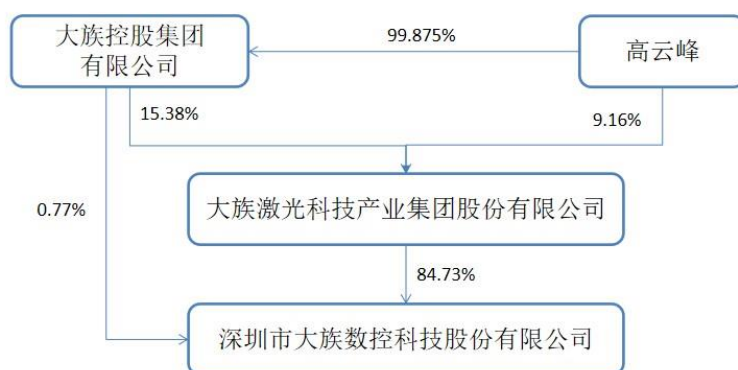 大族控股集团
有限公司
99.875%
高云峰
15.38%
9.16%
大族激光科技产业集团股份有限公司
0.77%
84.73%
深圳市大族数控科技股份有限公司